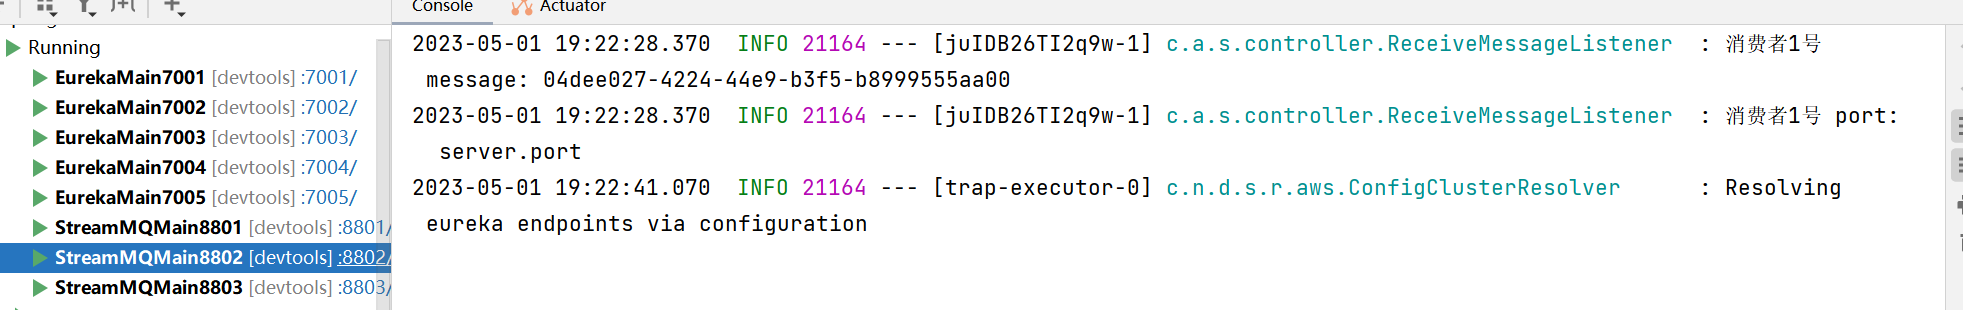 Console
Actuator
Running
EurekaMain7001 [devtools] :7001/
EurekaMain7002 [devtools] :7002/
EurekaMain7003 [devtools] :7003/
EurekaMain7004 [devtools] :7004/
EurekaMain7005 [devtools] :7005/
StreamMQMain8801 [devtools] :8801/
StreamMQMain8802 [devtools] :8802/
StreamMQMain8803 [devtools] :8803/
2023-05-01 19:22:28.370 INFO 21164 --- [juIDB26TI2q9w-1] c.a.s.controller.ReceiveMessageListener : 消费者1号
message: 04dee027-4224-44e9-b3f5-b8999555aa00
2023-05-01 19:22:28.370 INFO 21164 --- [juIDB26TI2q9w-1] c.a.s.controller.ReceiveMessageListener : 消费者1号 port:
server.port
2023-05-01 19:22:41.070 INFO 21164 --- [trap-executor-0] c.n.d.s.r.aws.ConfigClusterResolver : Resolving
eureka endpoints via configuration